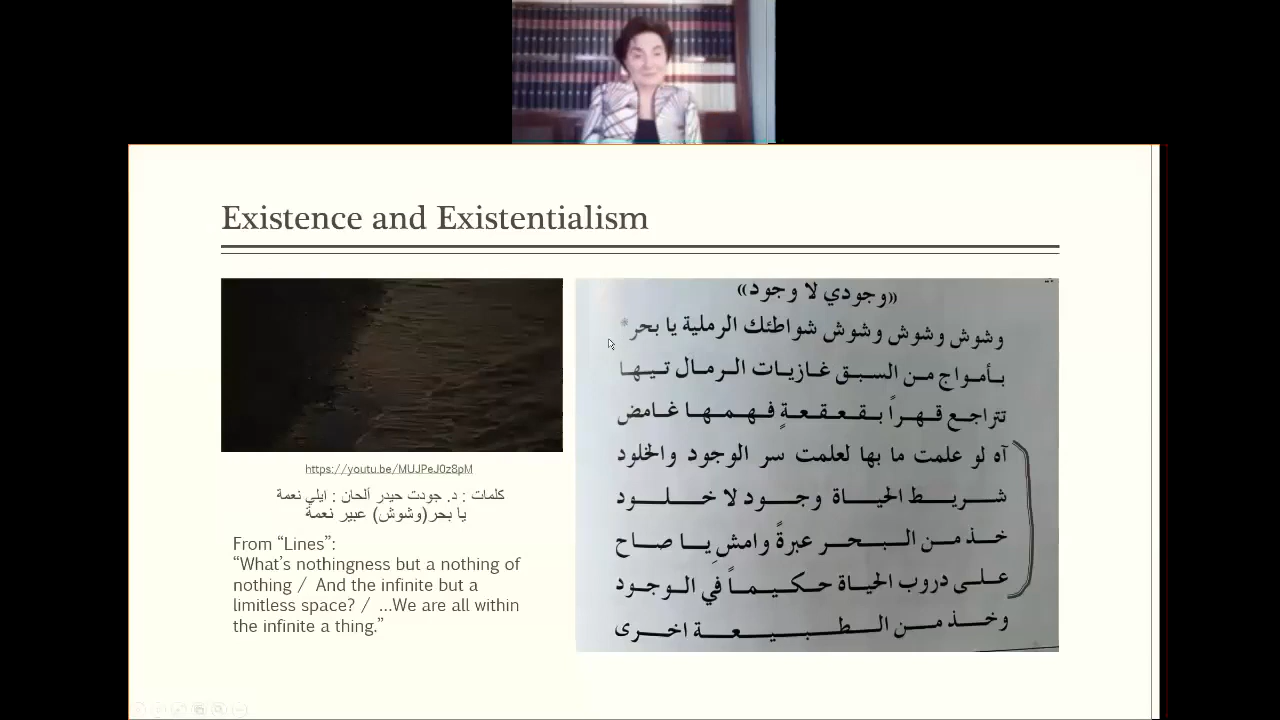 Existence and Existentialism
https://youtu.be/MUJPeJ0z8pM
كلمات : د. جودت حيدر ألحان : ايلي نعمة
يا بحر(وشوش) عبير نعمة
From “Lines”:
“What’s nothingness but a nothing of
nothing / And the infinite but a
limitless space? / ...We are all within
the infinite a thing.”
«وجودي لا وجود»
وشوش وشوش وشوش شواطئك الرملية يا بحر*
بأمواج من السبق غازيات الرمال تيها
تتراجع قهراً بقعقعةٍ فهمها غامض
آه لو علمت ما بها لعلمت سر الوجود والخلود
شريط الحياة وجود لا خلود
خذ من البحر عبرةً وامشِ يا صاح
على دروب الحياة حكيماً في الوجود
وخذ من الطبيعة اخرى